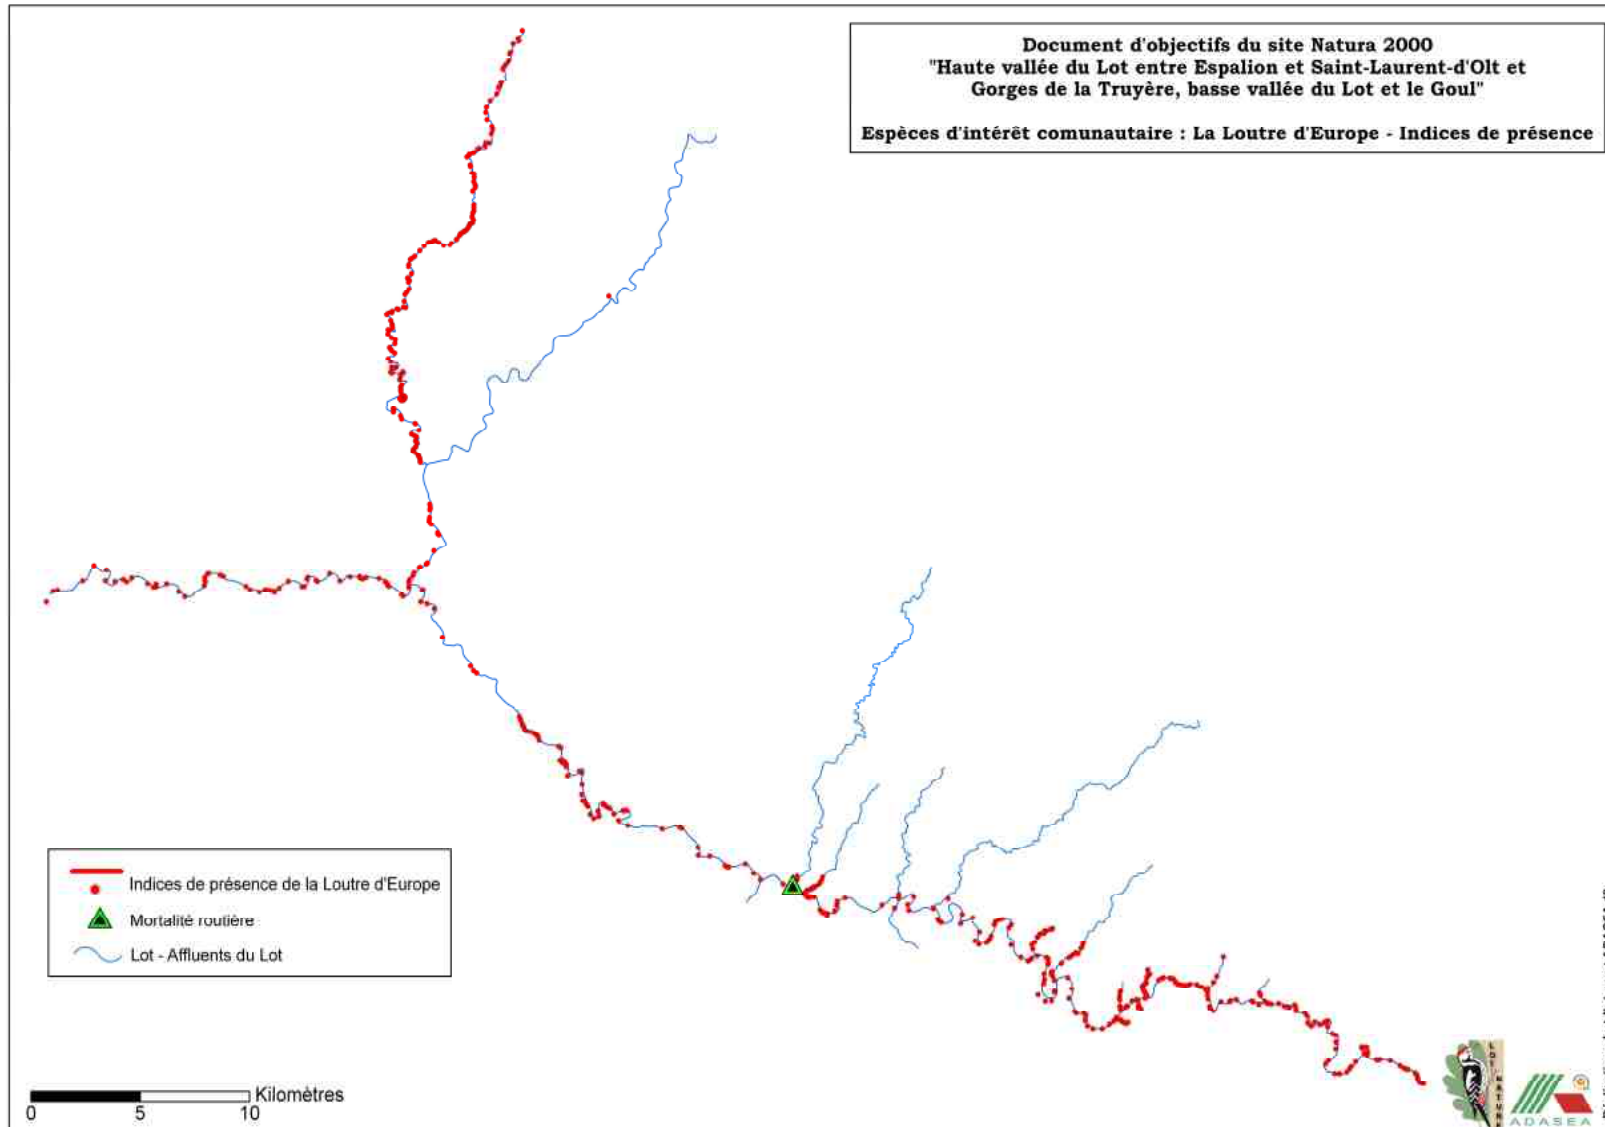 Document d'objectifs du site Natura 2000
"Haute vallée du Lot entre Espalion et Saint-Laurent-d'Olt et
Gorges de la Truyère, basse vallée du Lot et le Goul"
Espèces d'intérêt comunautaire : La Loutre d'Europe - Indices de présence
Indices de présence de la Loutre d'Europe
Mortalité routière
Lot - Affluents du Lot
Kilomètres
0 5 10
LOT NATURE
ADASEA